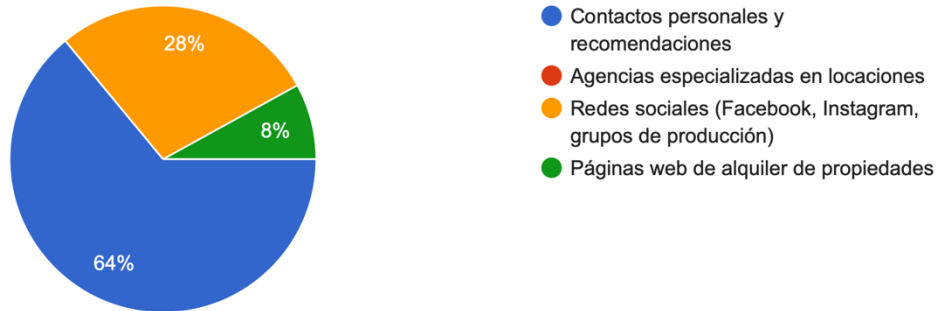 28%
8%
64%
Contactos personales y
recomendaciones
Agencias especializadas en locaciones
Redes sociales (Facebook, Instagram,
grupos de producción)
Páginas web de alquiler de propiedades